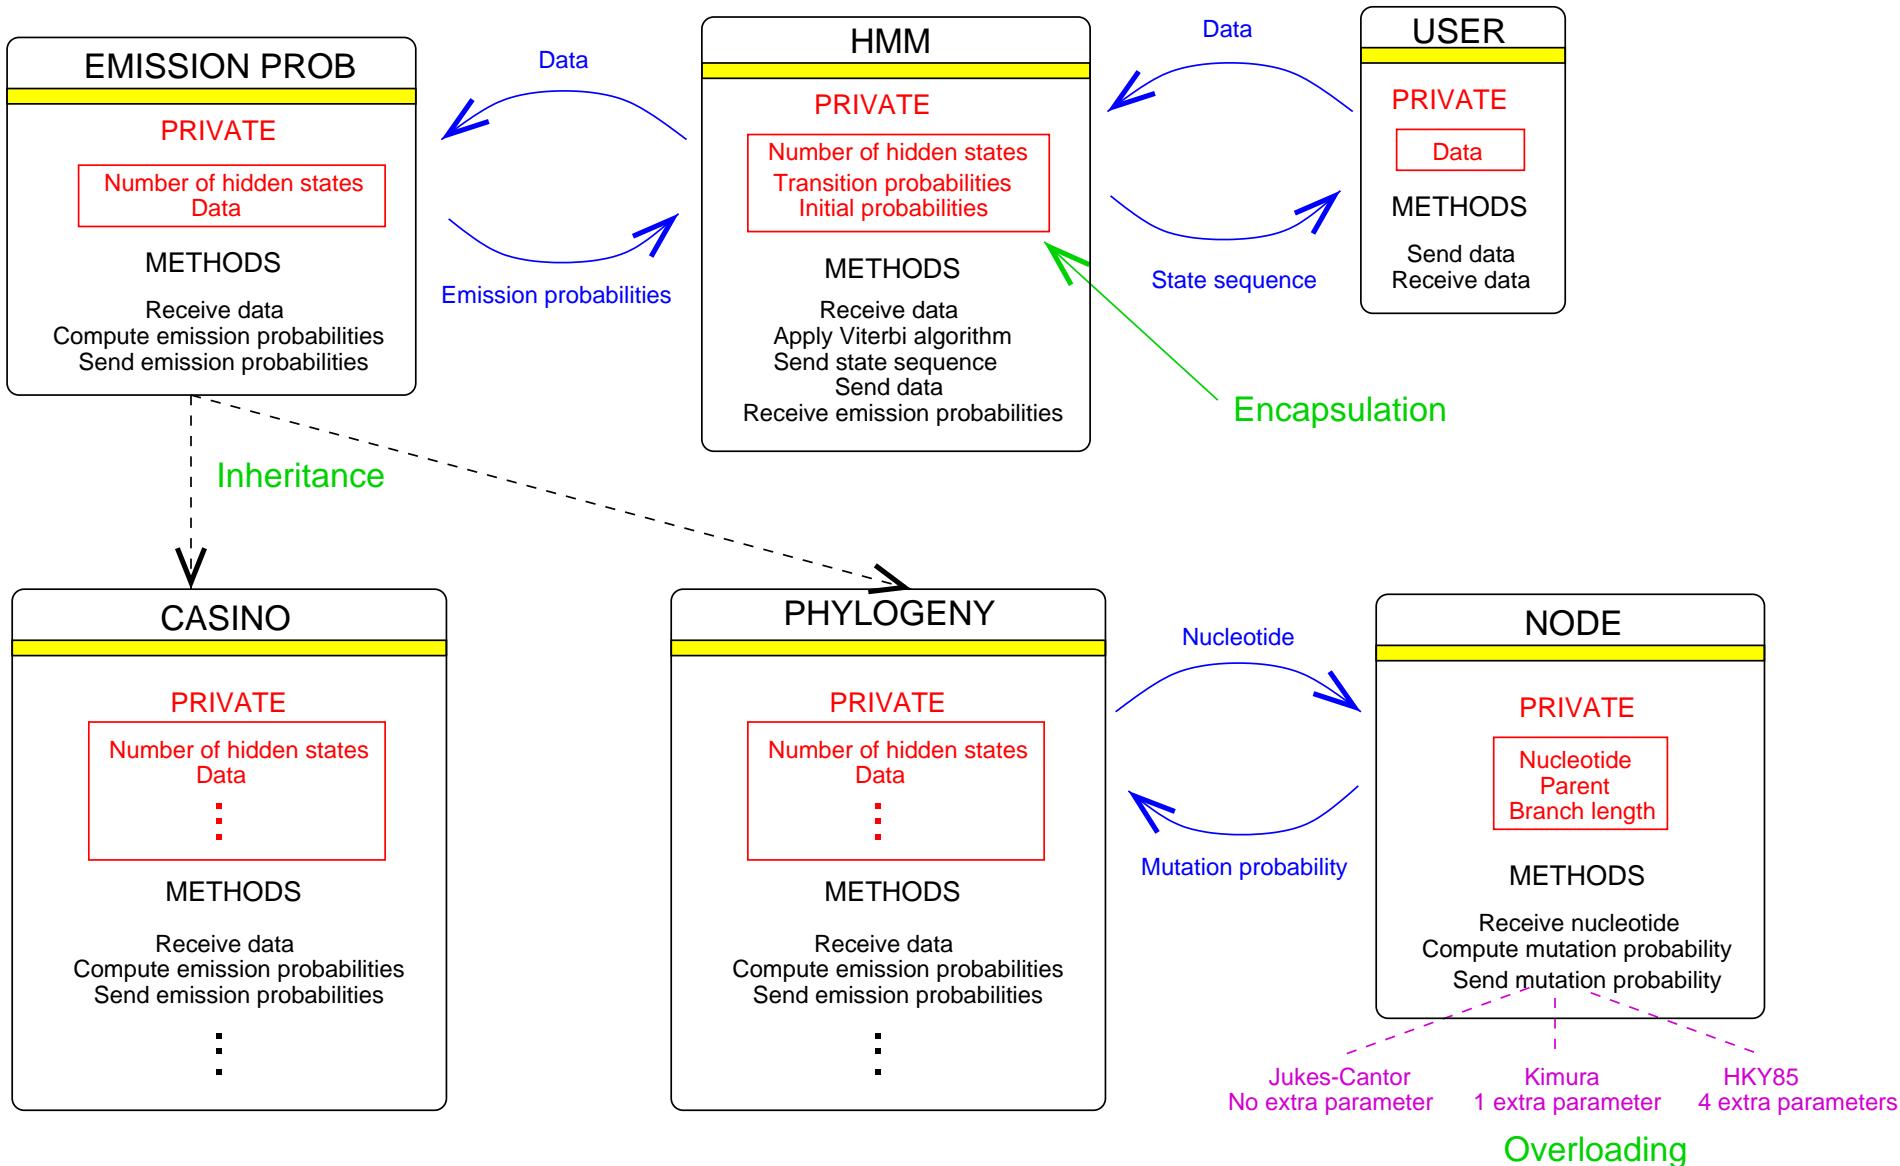 EMISSION PROB
PRIVATE
Number of hidden states
Data
METHODS
Receive data
Compute emission probabilities
Send emission probabilities
Data
Emission probabilities
HMM
PRIVATE
Number of hidden states
Transition probabilities
Initial probabilities
METHODS
Receive data
Apply Viterbi algorithm
Send state sequence
Send data
Receive emission probabilities
Data
State sequence
USER
PRIVATE
Data
METHODS
Send data
Receive data
Encapsulation
Inheritance
CASINO
PRIVATE
Number of hidden states
Data
METHODS
Receive data
Compute emission probabilities
Send emission probabilities
PHYLOGENY
PRIVATE
Number of hidden states
Data
METHODS
Receive data
Compute emission probabilities
Send emission probabilities
Nucleotide
Mutation probability
NODE
PRIVATE
Nucleotide
Parent
Branch length
METHODS
Receive nucleotide
Compute mutation probability
Send mutation probability
Jukes-Cantor
No extra parameter
Kimura
1 extra parameter
HKY85
4 extra parameters
Overloading